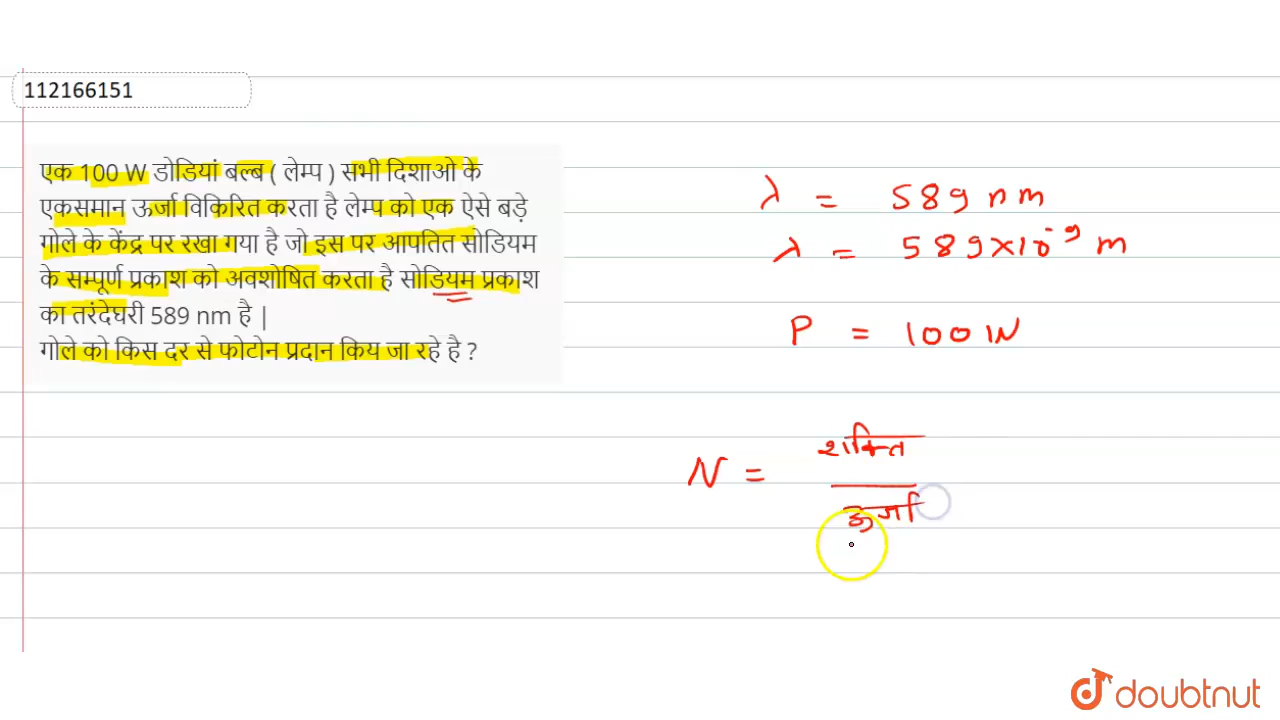 112166151
एक 100 W डोडियां बल्ब ( लेम्प ) सभी दिशाओ के
एकसमान ऊर्जा विकिरित करता है लेम्प को एक ऐसे बड़े
गोले के केंद्र पर रखा गया है जो इस पर आपतित सोडियम
के सम्पूर्ण प्रकाश को अवशोषित करता है सोडियम प्रकाश
का तरंदेघरी 589 nm है |
गोले को किस दर से फोटोन प्रदान किय जा रहे है ?
λ = 589 nm
λ = 589×10⁻⁹ m
P = 100 W
N = शक्ति
ऊर्जा
doubtnut